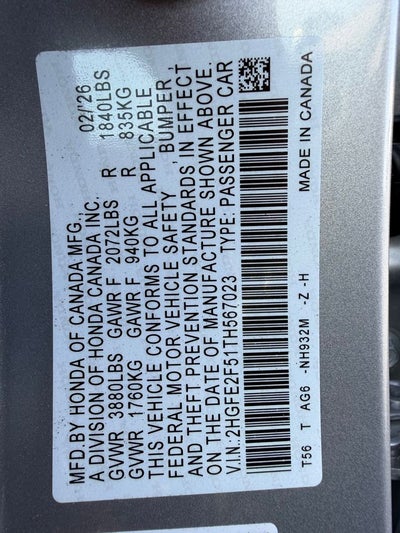 MFD.BY HONDA OF CANADA MFG., 02/'26
A DIVISION OF HONDA CANADA INC.
GVWR 3880LBS GAWR F 2072LBS R 1840LBS
GVWR 1760KG GAWR F 940KG R 835KG
THIS VEHICLE CONFORMS TO ALL APPLICABLE
FEDERAL MOTOR VEHICLE SAFETY , BUMPER ,
AND THEFT PREVENTION STANDARDS IN EFFECT
ON THE DATE OF MANUFACTURE SHOWN ABOVE.
V.I.N.:2HGFE2F51TH567023 TYPE: PASSENGER CAR
T56 T AG6 -NH932M -Z -H MADE IN CANADA